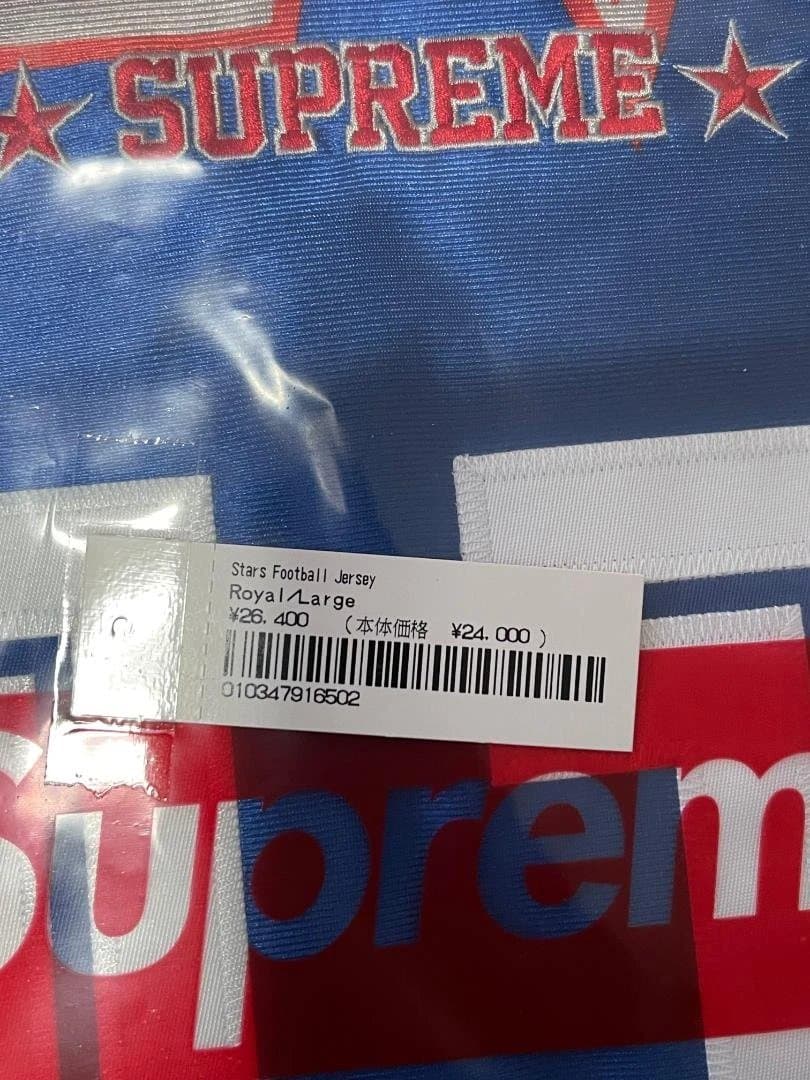 SUPREME
Stars Football Jersey
Royal/Large
¥26,400 (本体価格 ¥24,000)
010347916502
Suprem